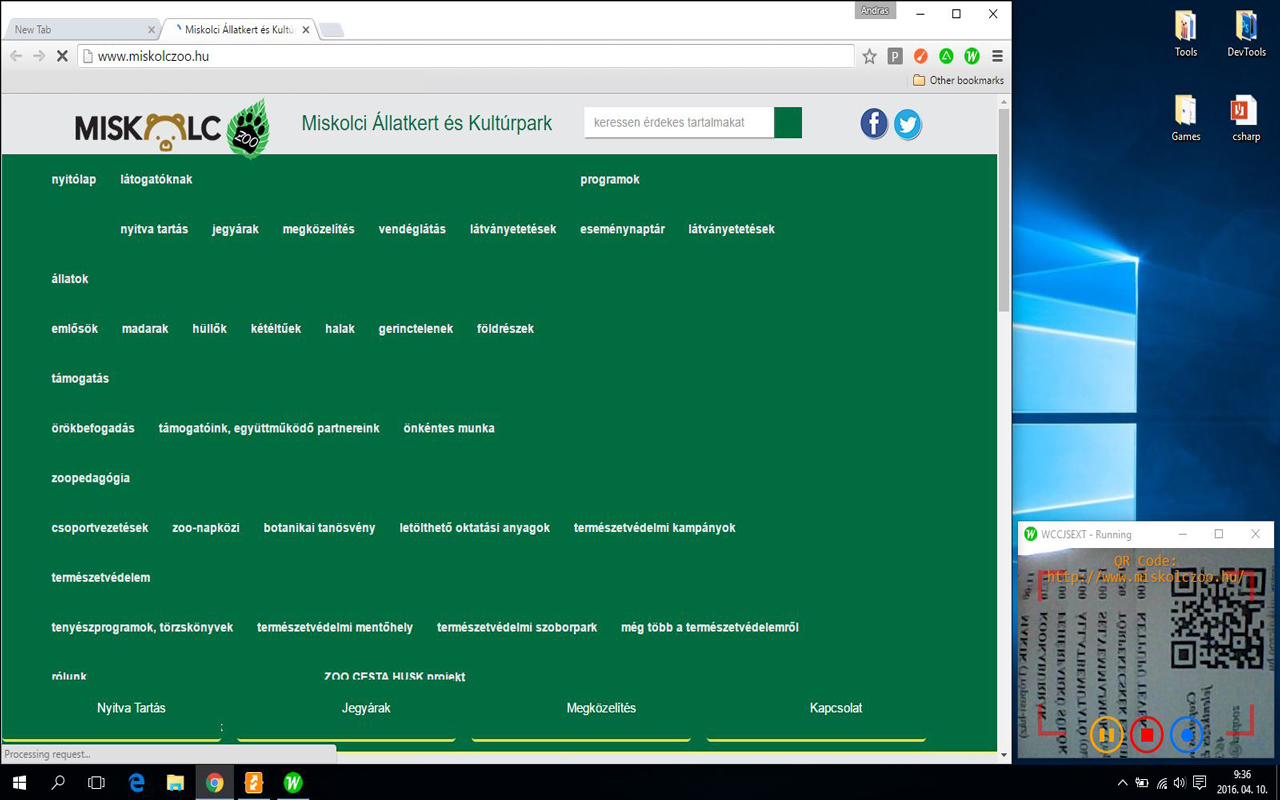 Andras
New Tab
Miskolci Állatkert és Kultú
www.miskolczoo.hu
Other bookmarks
MISKOLC ZOO
Miskolci Állatkert és Kultúrpark
keressen érdekes tartalmakat
nyitólap látogatóknak programok
nyitva tartás jegyárak megközelítés vendéglátás látványetetések eseménynaptár látványetetések
állatok
emlősök madarak hüllők kétéltűek halak gerinctelenek földrészek
támogatás
örökbefogadás támogatóink, együttműködő partnereink önkéntes munka
zoopedagógia
csoportvezetések zoo-napközi botanikai tanösvény letölthető oktatási anyagok természetvédelmi kampányok
természetvédelem
tenyészprogramok, törzskönyvek természetvédelmi mentőhely természetvédelmi szoborpark még több a természetvédelemről
rólunk ZOO CESTA HUSK projekt
Nyitva Tartás Jegyárak Megközelítés Kapcsolat
Processing request...
Tools DevTools
Games csharp
WCCJSEXT - Running
QR Code:
http://www.miskolczoo.hu/
9:36
2016. 04. 10.